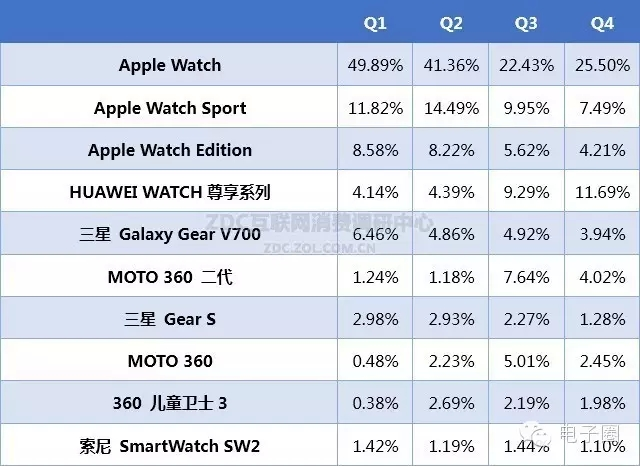 Q1 Q2 Q3 Q4
Apple Watch 49.89% 41.36% 22.43% 25.50%
Apple Watch Sport 11.82% 14.49% 9.95% 7.49%
Apple Watch Edition 8.58% 8.22% 5.62% 4.21%
HUAWEI WATCH尊享系列 4.14% 4.39% 9.29% 11.69%
ZDC互联网消费调研中心
三星 Galaxy Gear V700 6.46% 4.86% 4.92% 3.94%
ZDC.ZOL.COM.CN
MOTO 360 二代 1.24% 1.18% 7.64% 4.02%
三星 Gear S 2.98% 2.93% 2.27% 1.28%
MOTO 360 0.48% 2.23% 5.01% 2.45%
360 儿童卫士 3 0.38% 2.69% 2.19% 1.98%
电子圈
索尼 SmartWatch SW2 1.42% 1.19% 1.44% 1.10%